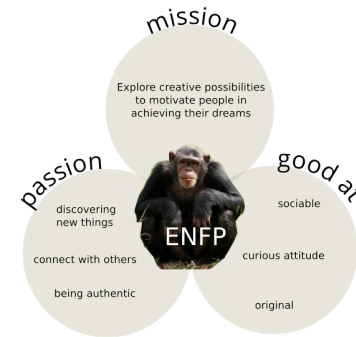 mission
Explore creative possibilities
to motivate people in
achieving their dreams
passion
discovering
new things
connect with others
being authentic
good at
sociable
curious attitude
original
ENFP